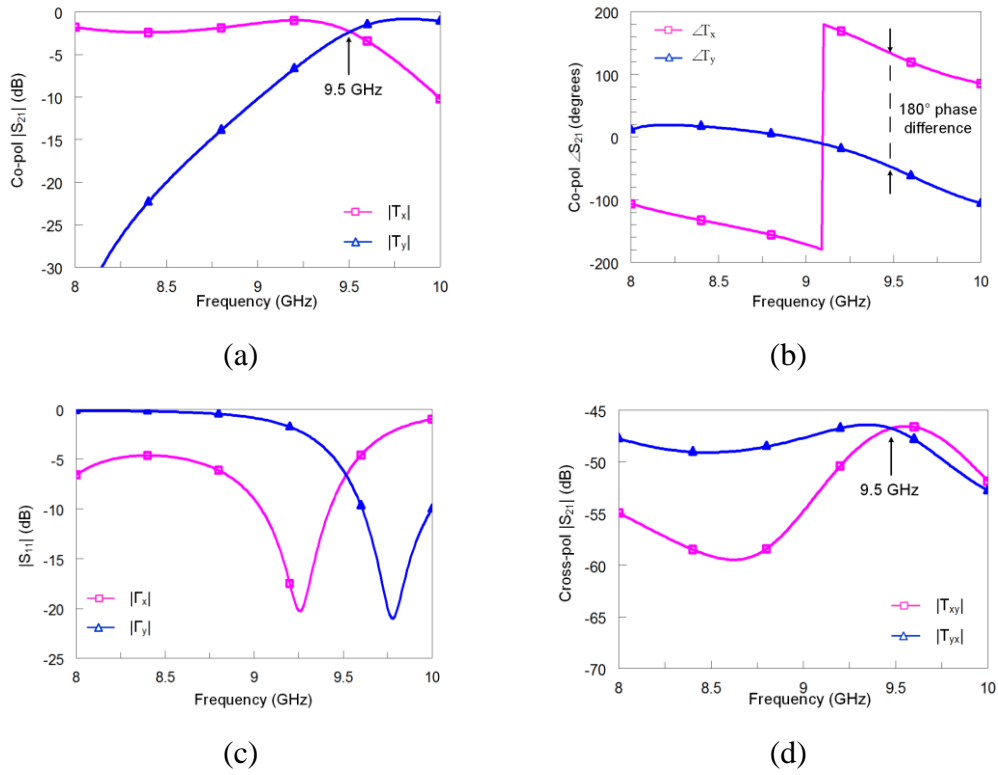 0
-5
-10
-15
-20
-25
-30
Co-pol |S21| (dB)
9.5 GHz
|Tx|
|Ty|
8 8.5 9 9.5 10
Frequency (GHz)
(a)
200
100
0
-100
-200
Co-pol ∠S21 (degrees)
∠Tx
∠Ty
180° phase
difference
8 8.5 9 9.5 10
Frequency (GHz)
(b)
0
-5
-10
-15
-20
-25
|S11| (dB)
|Γx|
|Γy|
8 8.5 9 9.5 10
Frequency (GHz)
(c)
-45
-50
-55
-60
-65
-70
Cross-pol |S21| (dB)
9.5 GHz
|Txy|
|Tyx|
8 8.5 9 9.5 10
Frequency (GHz)
(d)